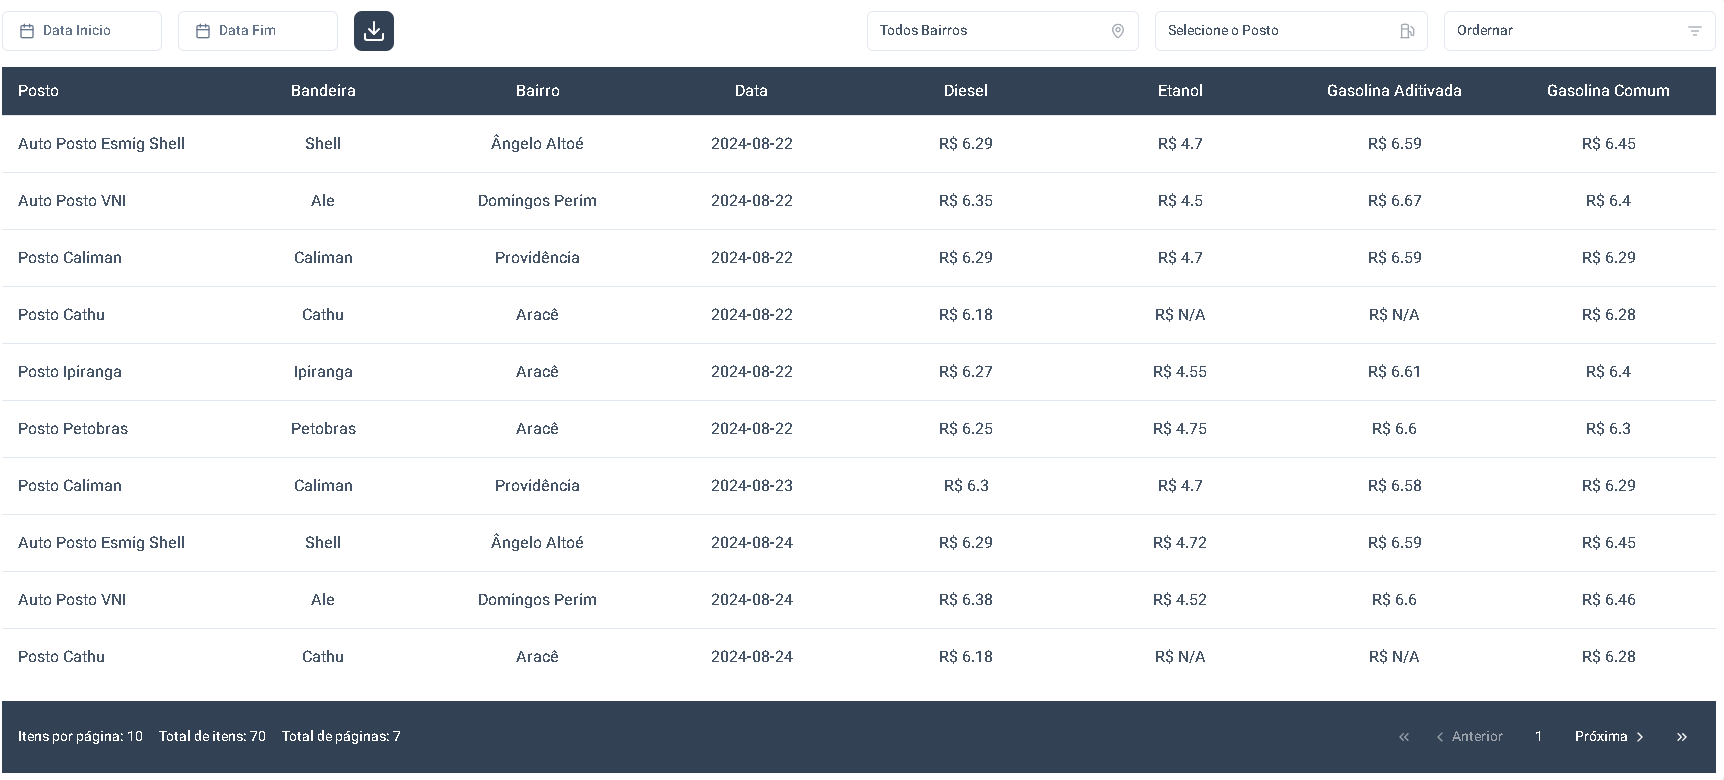 Data Inicio Data Fim Todos Bairros Selecione o Posto Ordernar
Posto Bandeira Bairro Data Diesel Etanol Gasolina Aditivada Gasolina Comum
Auto Posto Esmig Shell Shell Ângelo Altoé 2024-08-22 R$ 6.29 R$ 4.7 R$ 6.59 R$ 6.45
Auto Posto VNI Ale Domingos Perim 2024-08-22 R$ 6.35 R$ 4.5 R$ 6.67 R$ 6.4
Posto Caliman Caliman Providência 2024-08-22 R$ 6.29 R$ 4.7 R$ 6.59 R$ 6.29
Posto Cathu Cathu Aracê 2024-08-22 R$ 6.18 R$ N/A R$ N/A R$ 6.28
Posto Ipiranga Ipiranga Aracê 2024-08-22 R$ 6.27 R$ 4.55 R$ 6.61 R$ 6.4
Posto Petobras Petobras Aracê 2024-08-22 R$ 6.25 R$ 4.75 R$ 6.6 R$ 6.3
Posto Caliman Caliman Providência 2024-08-23 R$ 6.3 R$ 4.7 R$ 6.58 R$ 6.29
Auto Posto Esmig Shell Shell Ângelo Altoé 2024-08-24 R$ 6.29 R$ 4.72 R$ 6.59 R$ 6.45
Auto Posto VNI Ale Domingos Perim 2024-08-24 R$ 6.38 R$ 4.52 R$ 6.6 R$ 6.46
Posto Cathu Cathu Aracê 2024-08-24 R$ 6.18 R$ N/A R$ N/A R$ 6.28
Itens por página: 10 Total de itens: 70 Total de páginas: 7 « ‹ Anterior 1 Próxima › »